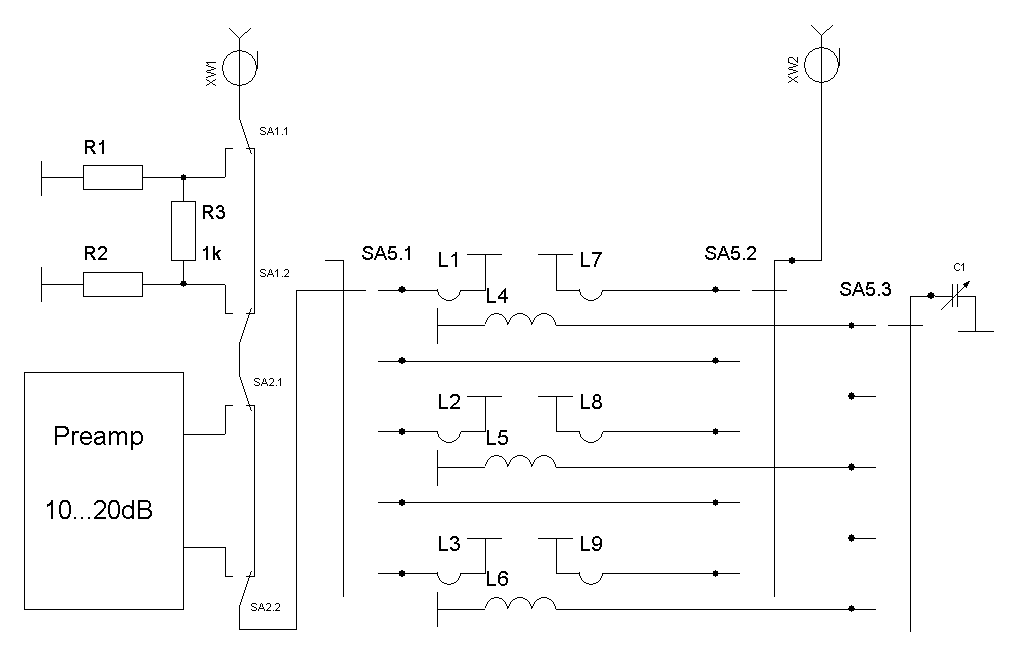 XW1
XW2
SA1.1
R1
R3
1k
R2
SA1.2
SA5.1
L1
L7
SA5.2
C1
SA5.3
L4
SA2.1
L2
L8
Preamp
L5
10...20dB
L3
L9
L6
SA2.2